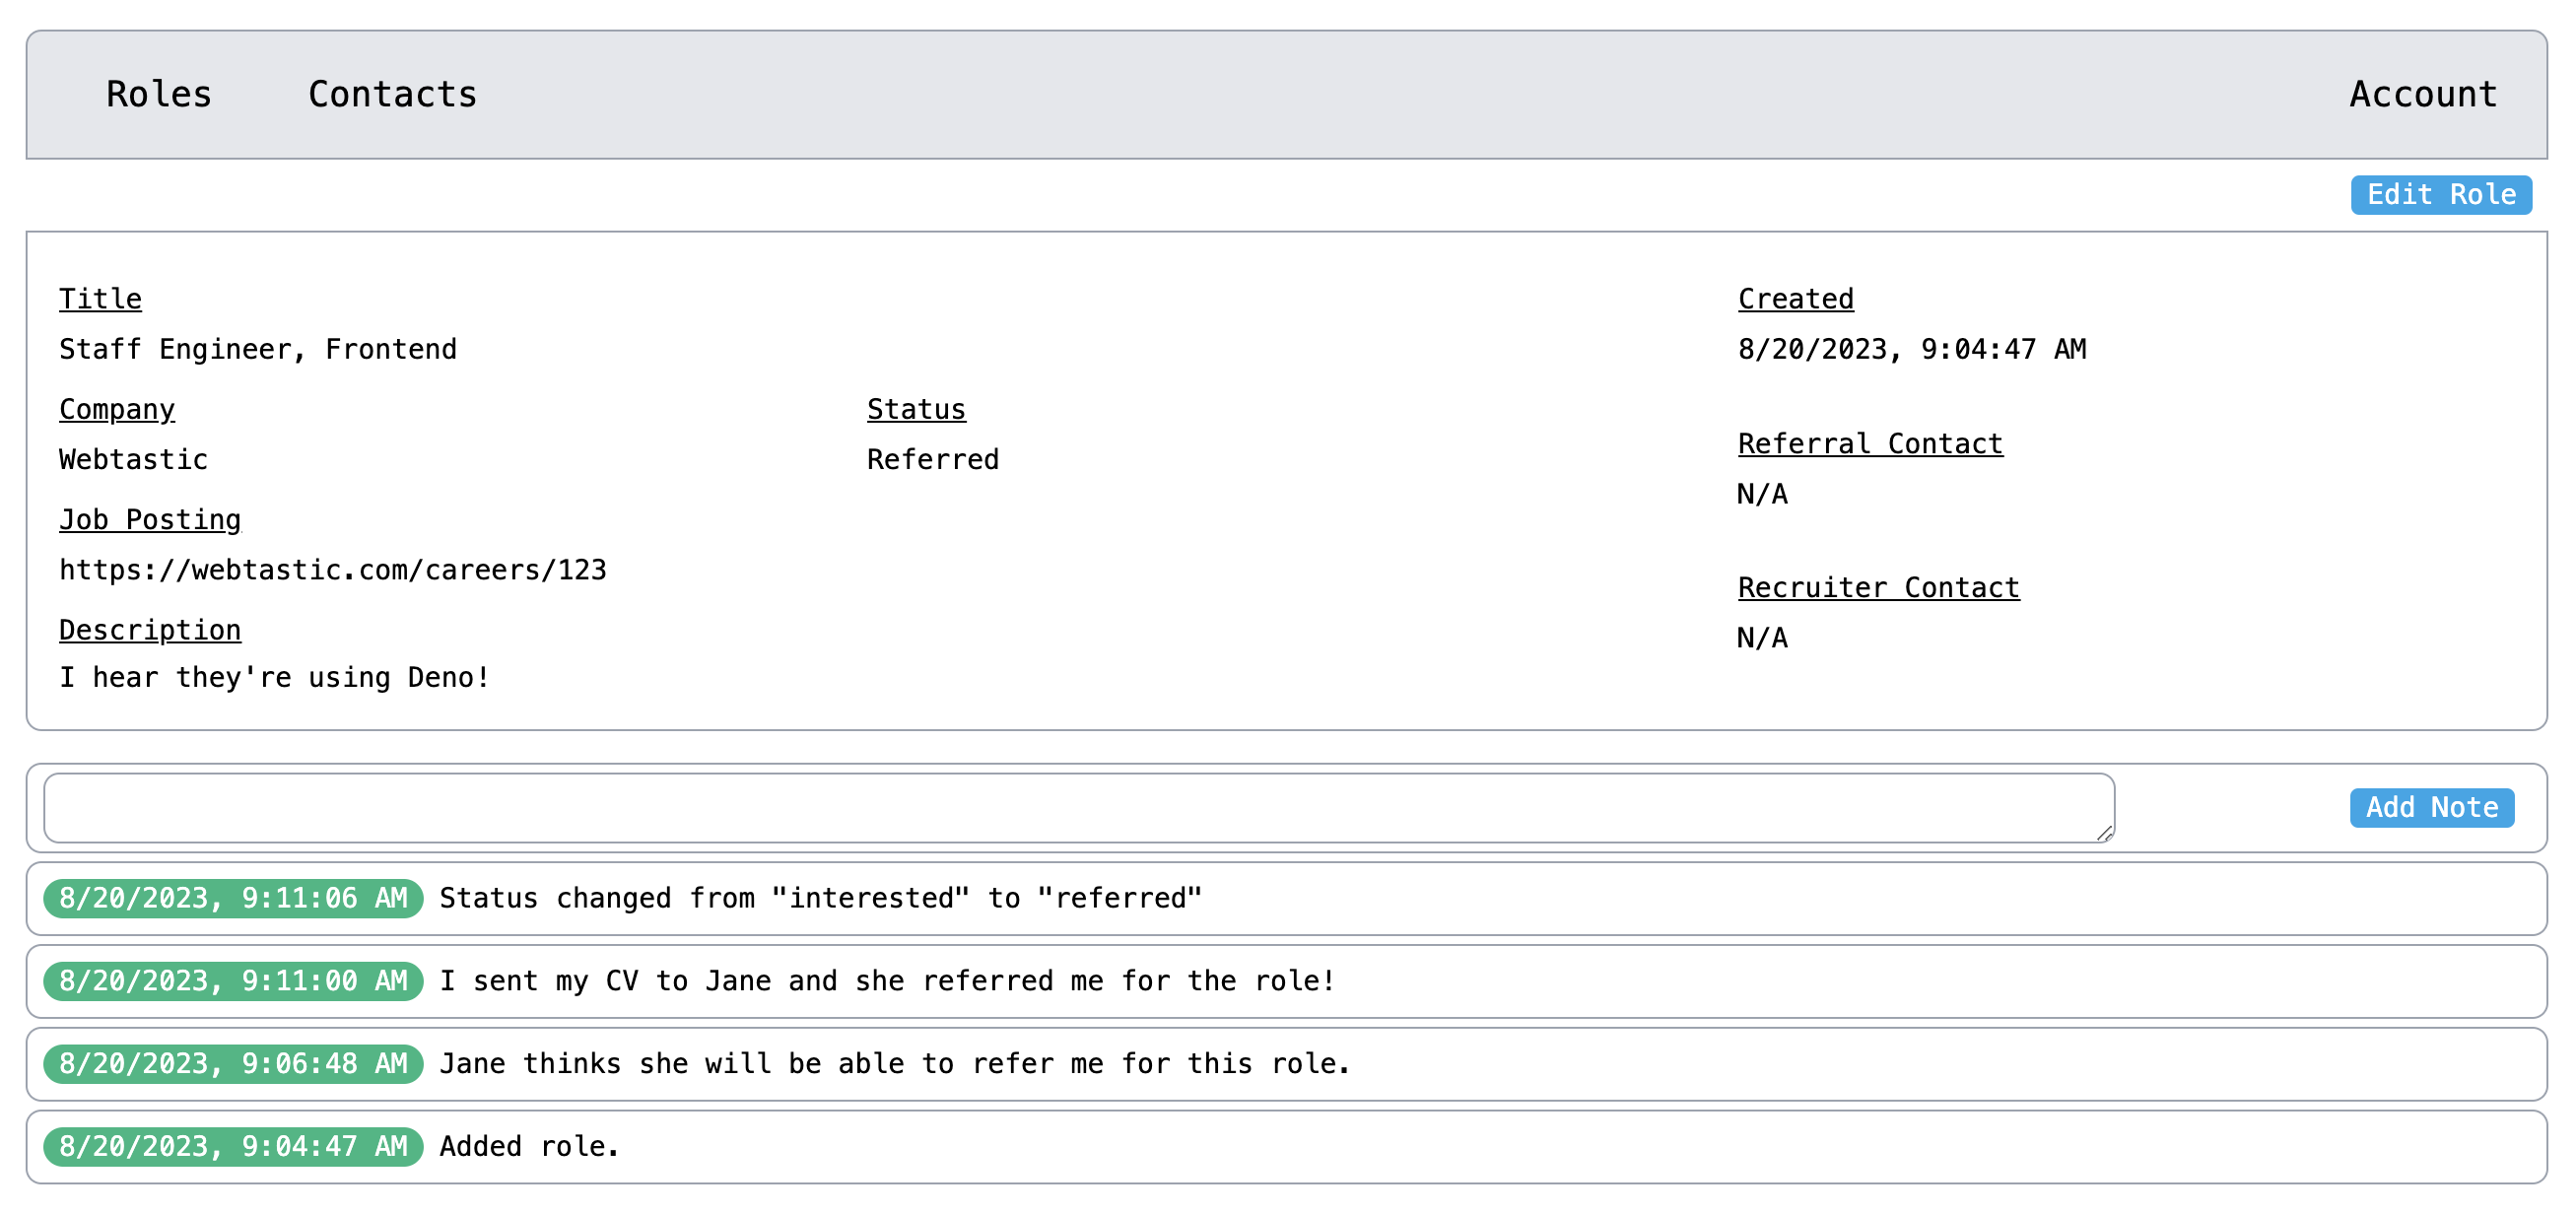 Roles Contacts Account
Edit Role
Title
Staff Engineer, Frontend
Company
Webtastic
Status
Referred
Job Posting
https://webtastic.com/careers/123
Description
I hear they're using Deno!
Created
8/20/2023, 9:04:47 AM
Referral Contact
N/A
Recruiter Contact
N/A
Add Note
8/20/2023, 9:11:06 AM Status changed from "interested" to "referred"
8/20/2023, 9:11:00 AM I sent my CV to Jane and she referred me for the role!
8/20/2023, 9:06:48 AM Jane thinks she will be able to refer me for this role.
8/20/2023, 9:04:47 AM Added role.